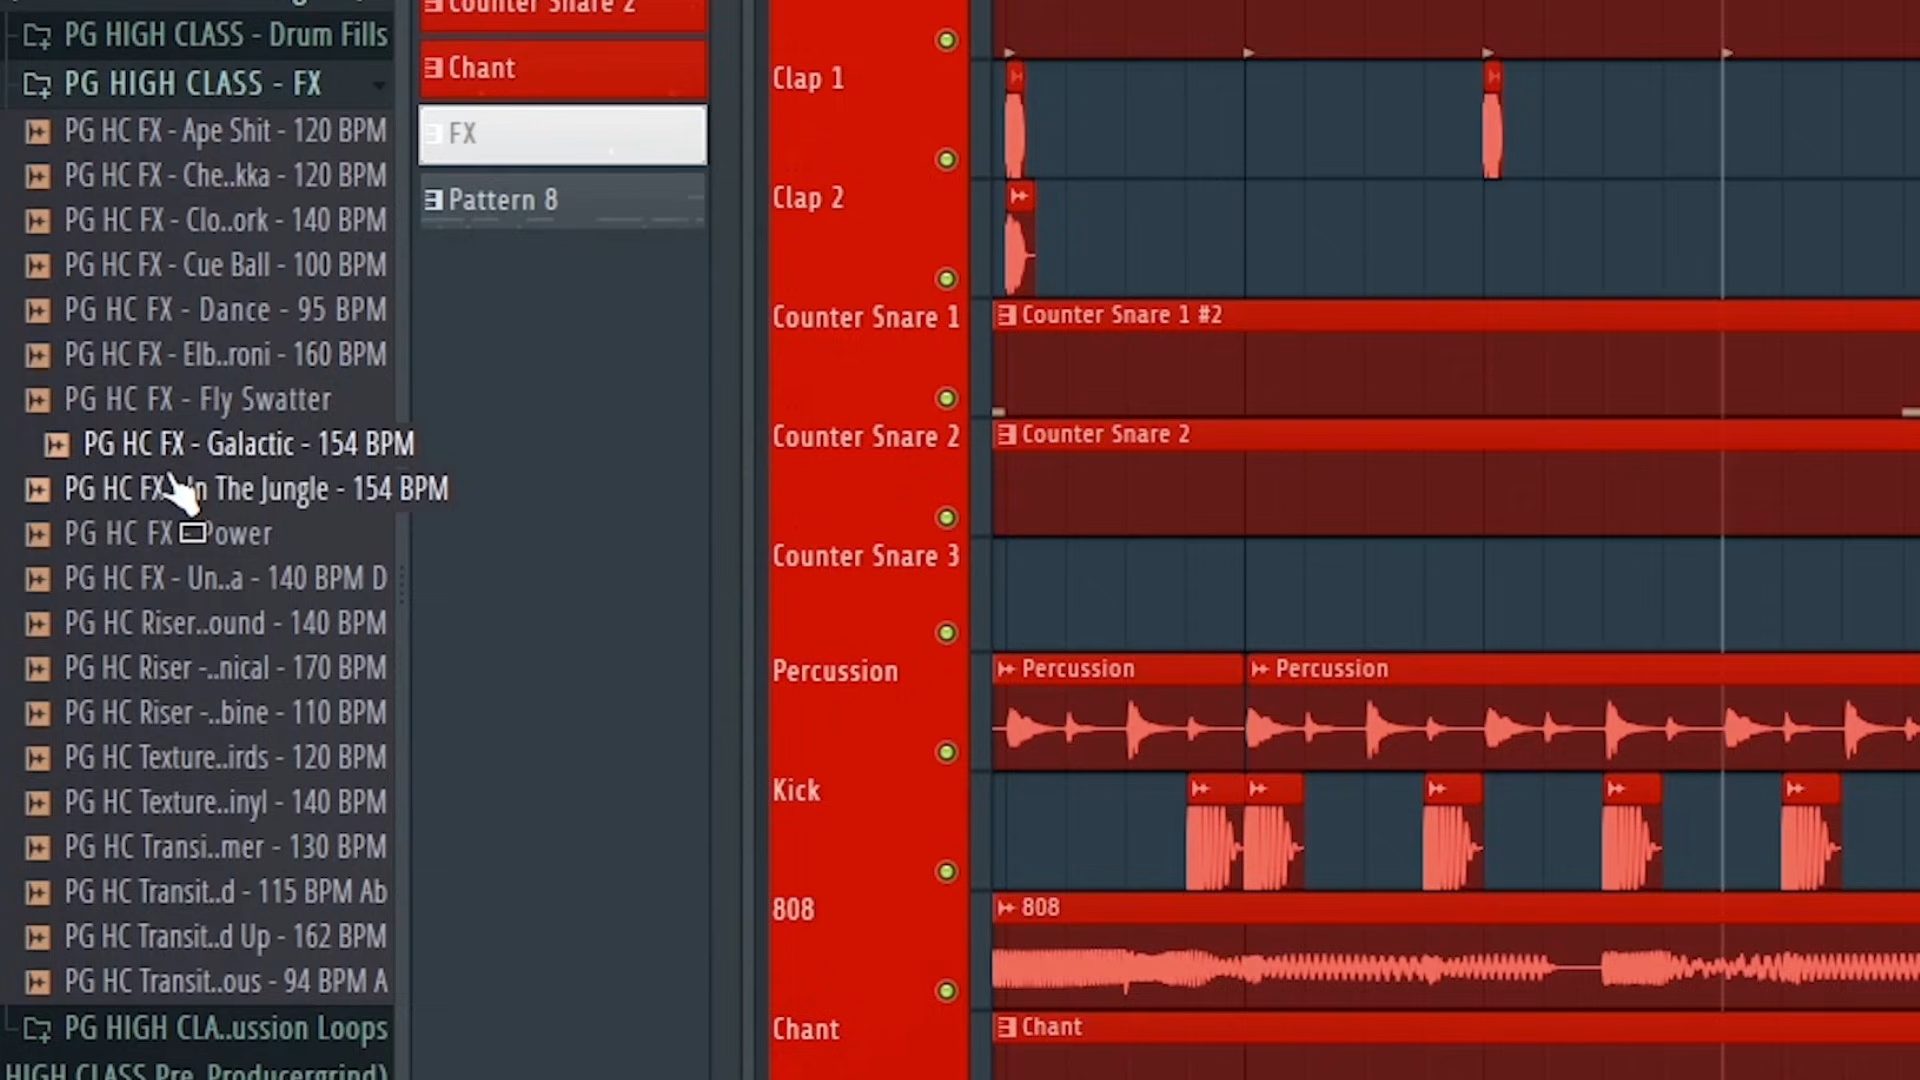 PG HIGH CLASS - Drum Fills
PG HIGH CLASS - FX
PG HC FX - Ape Shit - 120 BPM
PG HC FX - Che..kka - 120 BPM
PG HC FX - Clo..ork - 140 BPM
PG HC FX - Cue Ball - 100 BPM
PG HC FX - Dance - 95 BPM
PG HC FX - Elb..roni - 160 BPM
PG HC FX - Fly Swatter
PG HC FX - Galactic - 154 BPM
PG HC FX - In The Jungle - 154 BPM
PG HC FX - Power
PG HC FX - Un..a - 140 BPM D
PG HC Riser..ound - 140 BPM
PG HC Riser -..nical - 170 BPM
PG HC Riser -..bine - 110 BPM
PG HC Texture..irds - 120 BPM
PG HC Texture..inyl - 140 BPM
PG HC Transi..mer - 130 BPM
PG HC Transit..d - 115 BPM Ab
PG HC Transit..d Up - 162 BPM
PG HC Transit..ous - 94 BPM A
PG HIGH CLA..ussion Loops
HIGH CLASS Pre Producergrind)
Counter Snare 2
Chant
FX
Pattern 8
Clap 1
Clap 2
Counter Snare 1
Counter Snare 1 #2
Counter Snare 2
Counter Snare 2
Counter Snare 3
Percussion
Percussion
Percussion
Kick
808
808
Chant
Chant